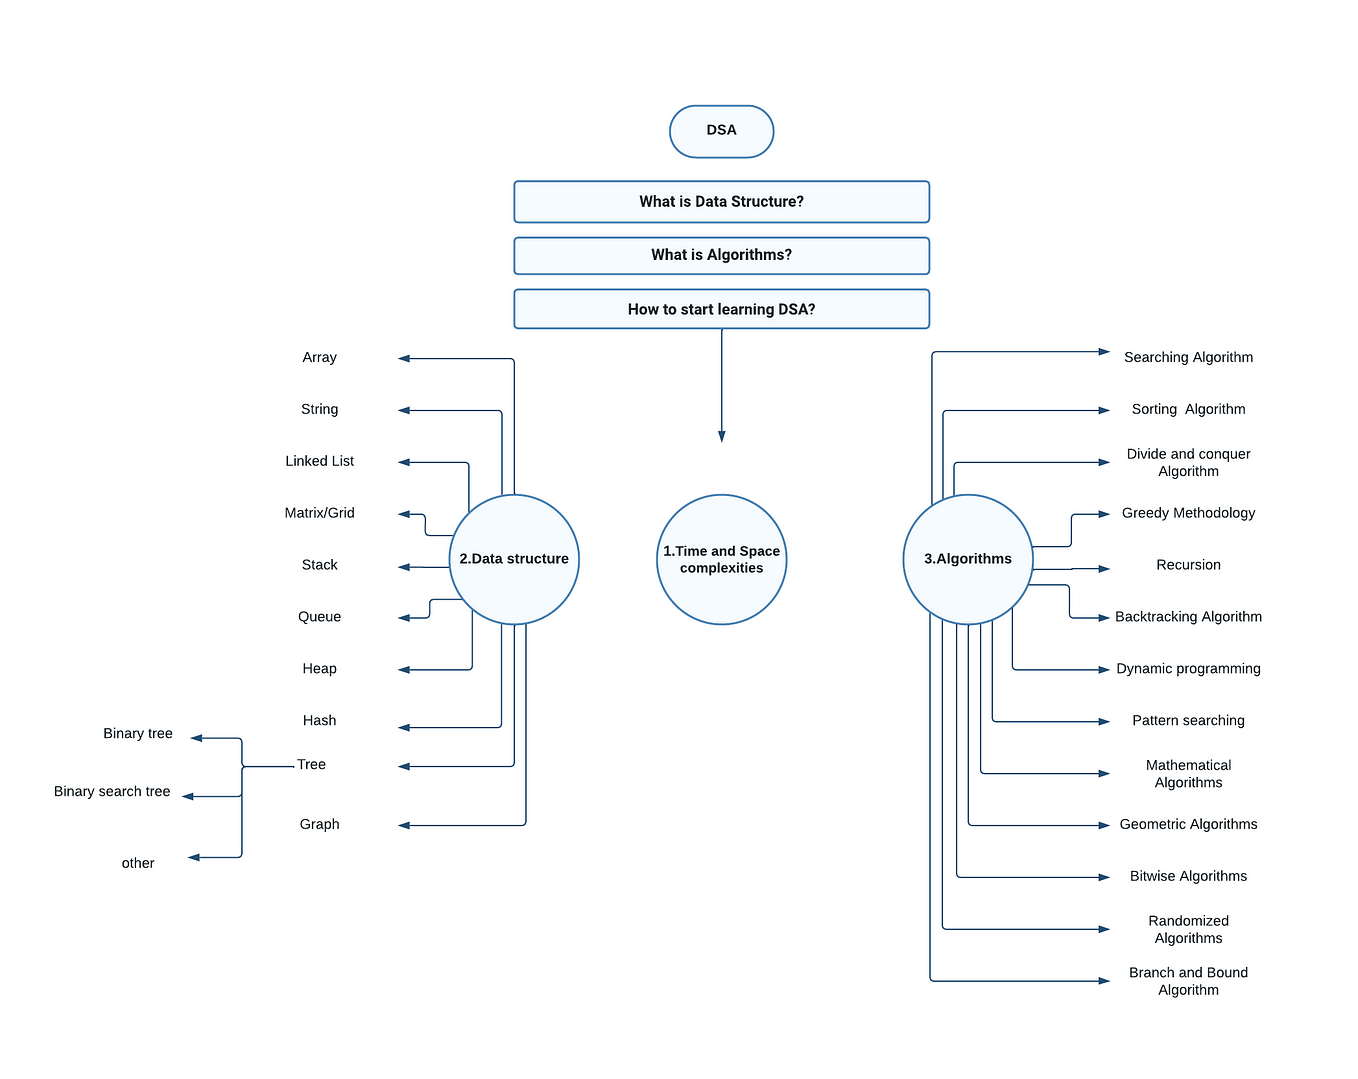 DSA
What is Data Structure?
What is Algorithms?
How to start learning DSA?
Array
String
Linked List
Matrix/Grid
Stack
Queue
Heap
Hash
Tree
Graph
Binary tree
Binary search tree
other
2.Data structure
1.Time and Space
complexities
3.Algorithms
Searching Algorithm
Sorting  Algorithm
Divide and conquer
Algorithm
Greedy Methodology
Recursion
Backtracking Algorithm
Dynamic programming
Pattern searching
Mathematical
Algorithms
Geometric Algorithms
Bitwise Algorithms
Randomized
Algorithms
Branch and Bound
Algorithm